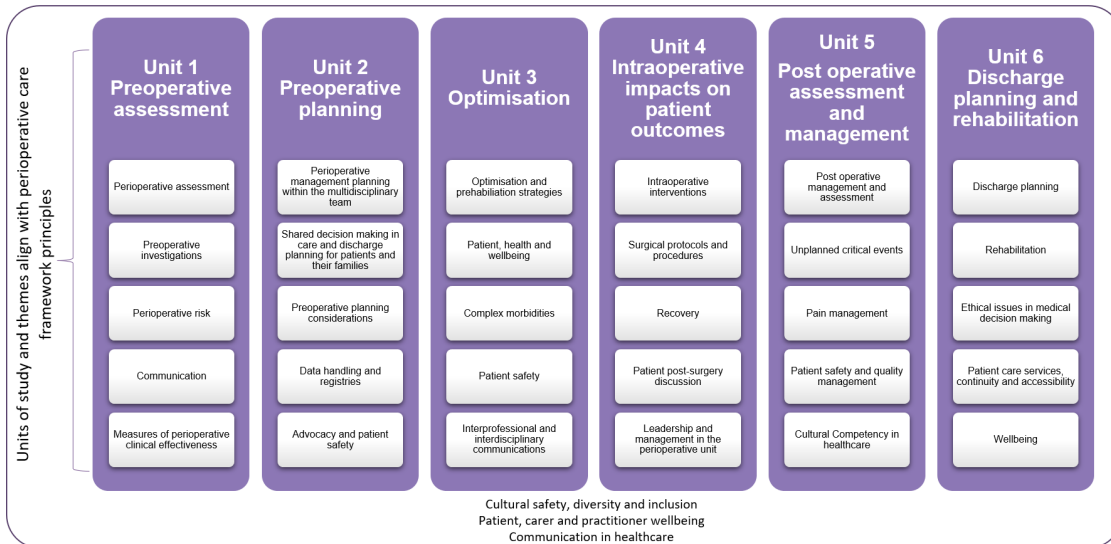 Units of study and themes align with perioperative care
framework principles
Unit 1
Preoperative
assessment
Perioperative assessment
Preoperative
investigations
Perioperative risk
Communication
Measures of perioperative
clinical effectiveness
Unit 2
Preoperative
planning
Perioperative
management planning
within the multidisciplinary
team
Shared decision making in
care and discharge
planning for patients and
their families
Preoperative planning
considerations
Data handling and
registries
Advocacy and patient
safety
Unit 3
Optimisation
Optimisation and
prehabiliation strategies
Patient, health and
wellbeing
Complex morbidities
Patient safety
Interprofessional and
interdisciplinary
communications
Unit 4
Intraoperative
impacts on
patient
outcomes
Intraoperative
interventions
Surgical protocols and
procedures
Recovery
Patient post-surgery
discussion
Leadership and
management in the
perioperative unit
Unit 5
Post operative
assessment
and
management
Post operative
management and
assessment
Unplanned critical events
Pain management
Patient safety and quality
management
Cultural Competency in
healthcare
Unit 6
Discharge
planning and
rehabilitation
Discharge planning
Rehabilitation
Ethical issues in medical
decision making
Patient care services,
continuity and accessibility
Wellbeing
Cultural safety, diversity and inclusion
Patient, carer and practitioner wellbeing
Communication in healthcare